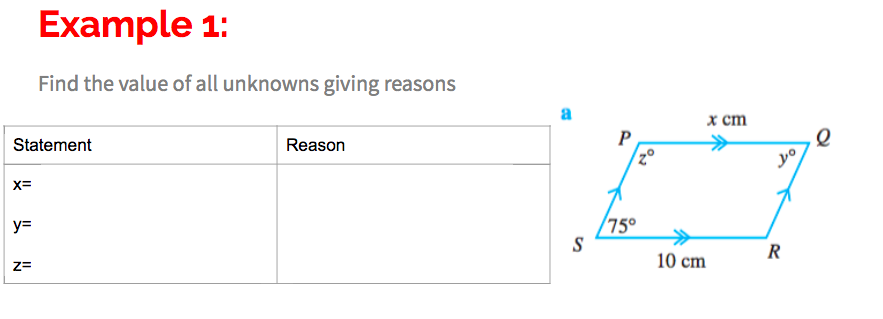 Example 1:
Find the value of all unknowns giving reasons
a
x cm
Statement
Reason
P
Q
z°
y°
x=
y=
75°
S
R
z=
10 cm